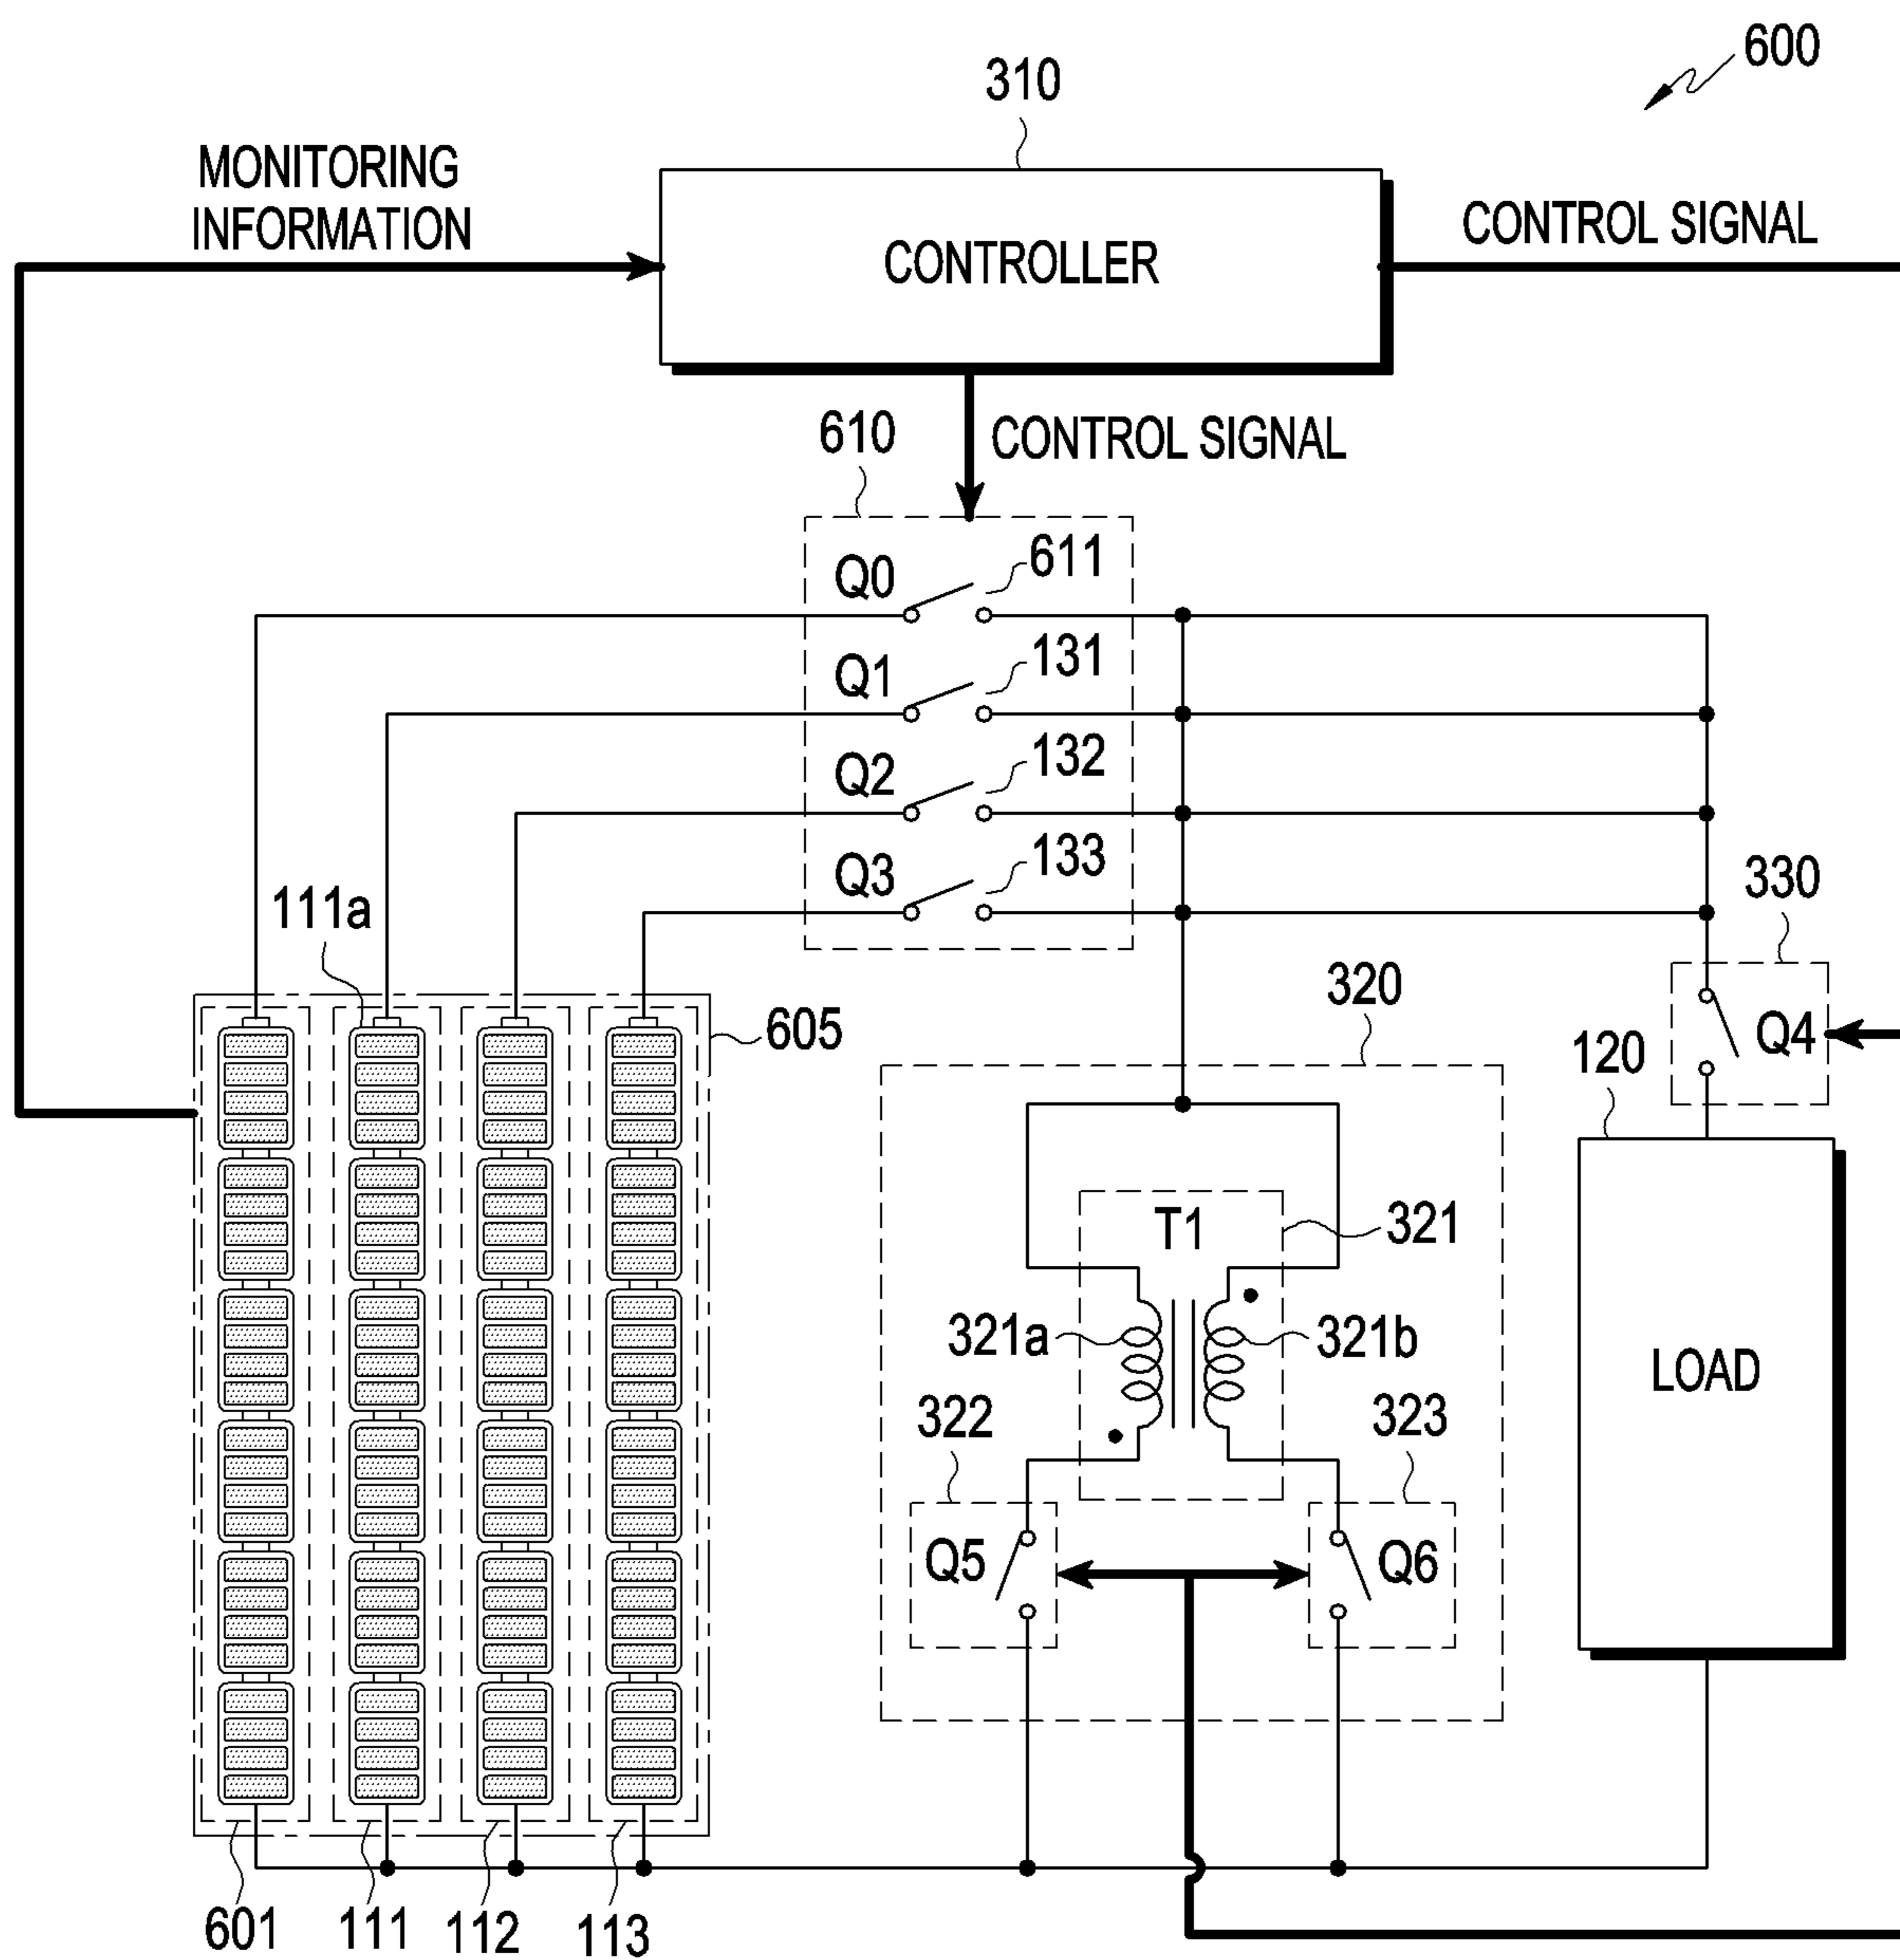 600
310
MONITORING
INFORMATION
CONTROLLER
CONTROL SIGNAL
610
CONTROL SIGNAL
Q0
611
Q1
131
Q2
132
Q3
133
111a
605
330
Q4
320
120
T1
321
321a
321b
LOAD
322
323
Q5
Q6
601
111
112
113